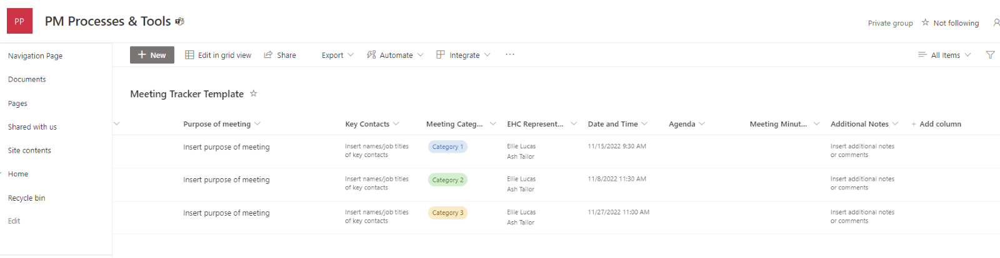 PP
PM Processes & Tools
Private group
Not following
Navigation Page
Documents
Pages
Shared with us
Site contents
Home
Recycle bin
Edit
+ New
Edit in grid view
Share
Export
Automate
Integrate
...
All Items
Meeting Tracker Template
Purpose of meeting
Key Contacts
Meeting Categ...
EHC Represent...
Date and Time
Agenda
Meeting Minut...
Additional Notes
+ Add column
Insert purpose of meeting
Insert names/job titles
of key contacts
Category 1
Ellie Lucas
Ash Tailor
11/15/2022 9:30 AM
Insert additional notes
or comments
Insert purpose of meeting
Insert names/job titles
of key contacts
Category 2
Ellie Lucas
Ash Tailor
11/8/2022 11:30 AM
Insert additional notes
or comments
Insert purpose of meeting
Insert names/job titles
of key contacts
Category 3
Ellie Lucas
Ash Tailor
11/27/2022 11:00 AM
Insert additional notes
or comments